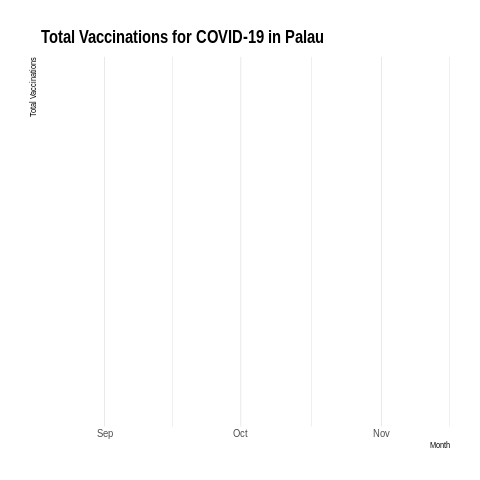 Total Vaccinations for COVID-19 in Palau
Total Vaccinations
Sep
Oct
Nov
Month